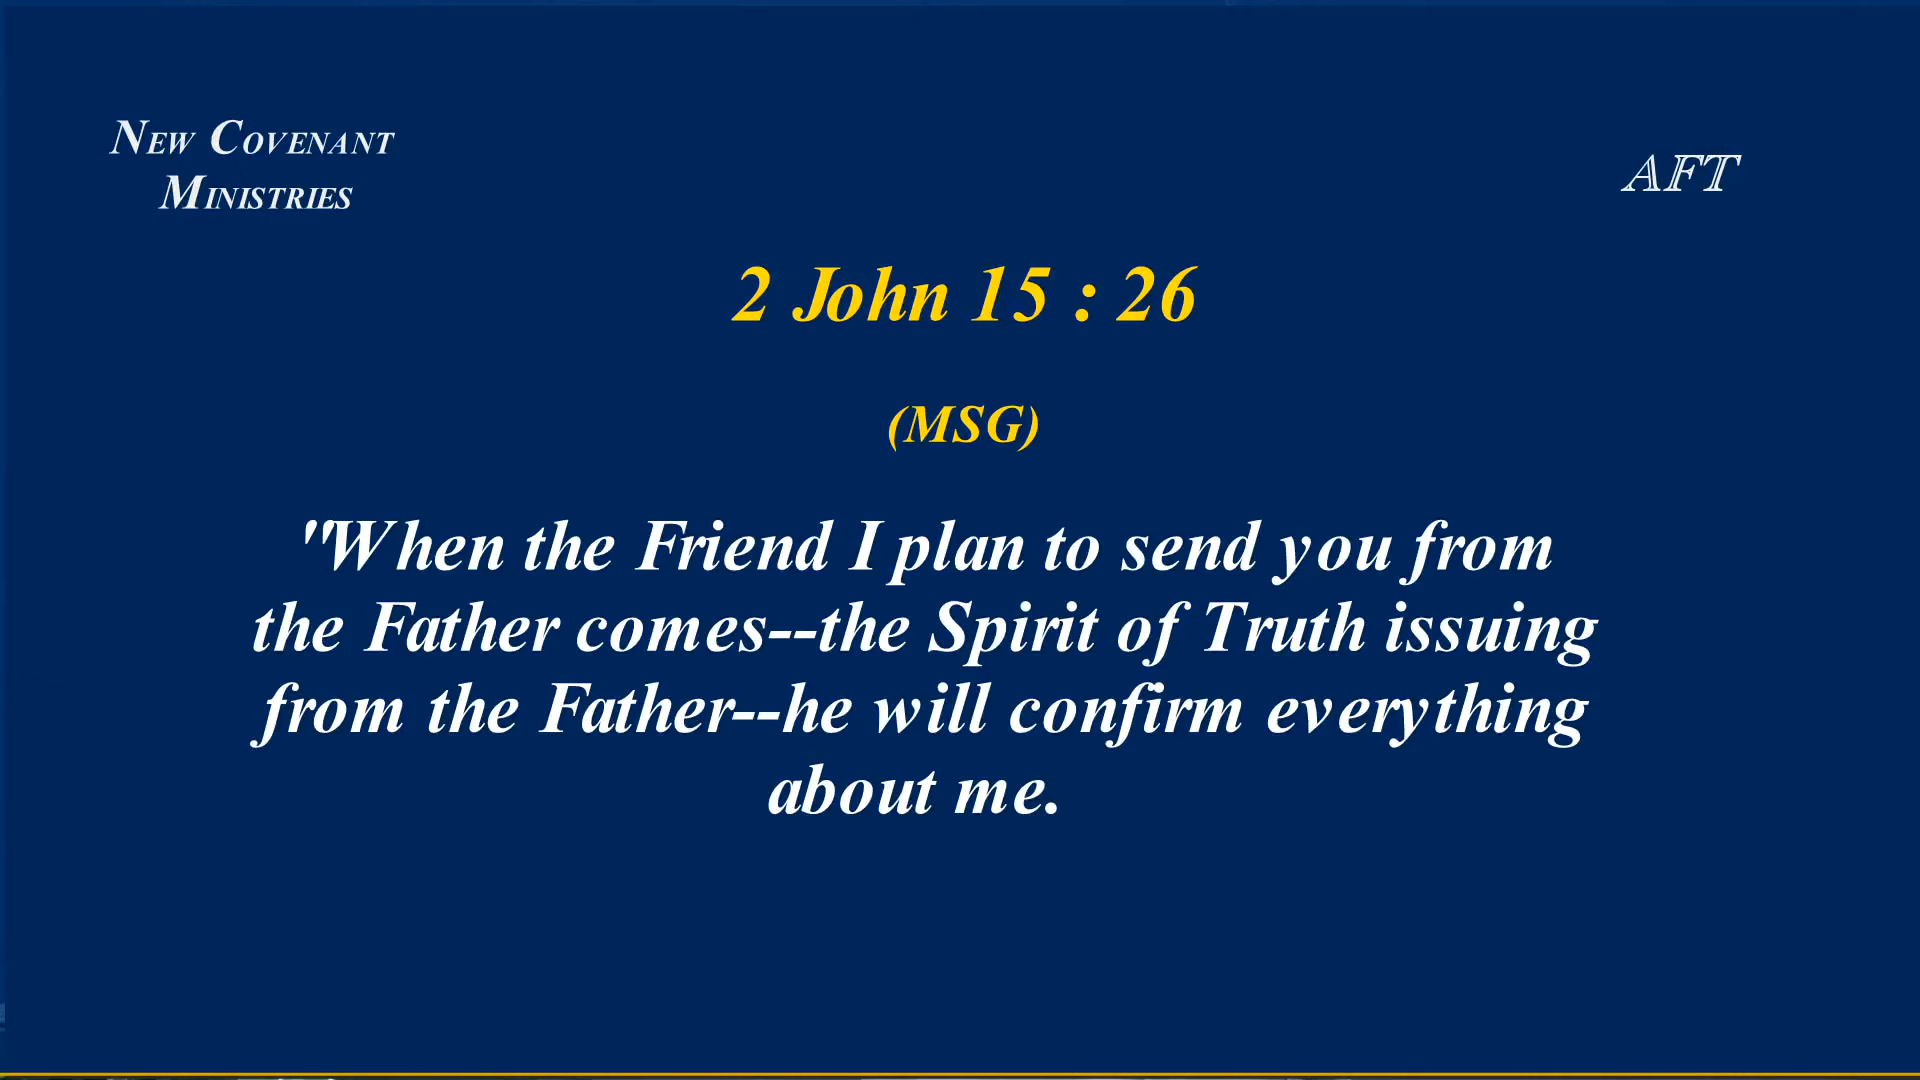 NEW COVENANT
MINISTRIES
AFT
2 John 15 : 26
(MSG)
"When the Friend I plan to send you from
the Father comes--the Spirit of Truth issuing
from the Father--he will confirm everything
about me.